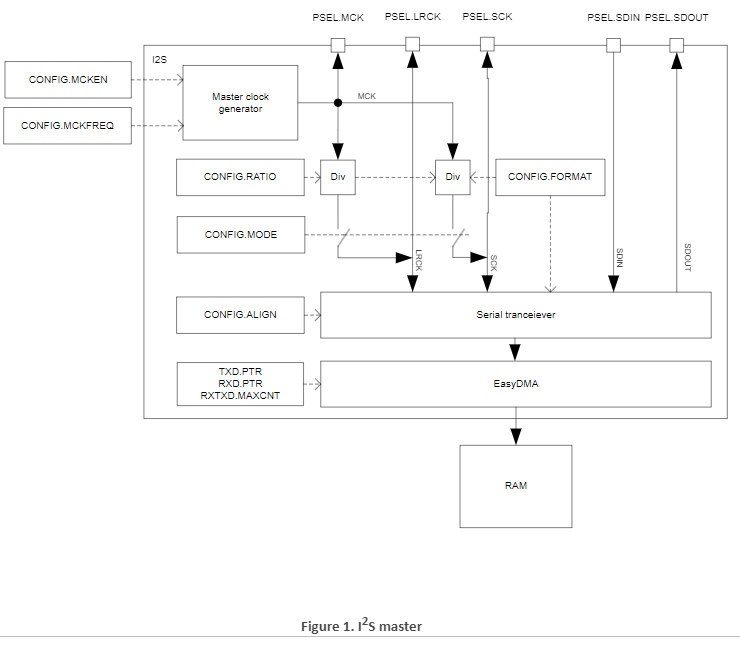 PSEL.MCK PSEL.LRCK PSEL.SCK PSEL.SDIN PSEL.SDOUT
I2S
CONFIG.MCKEN
Master clock
generator
MCK
CONFIG.MCKFREQ
CONFIG.RATIO Div Div CONFIG.FORMAT
CONFIG.MODE
LRCK SCK SDIN SDOUT
CONFIG.ALIGN Serial tranceiever
TXD.PTR
RXD.PTR
RXTXD.MAXCNT
EasyDMA
RAM
Figure 1. I²S master